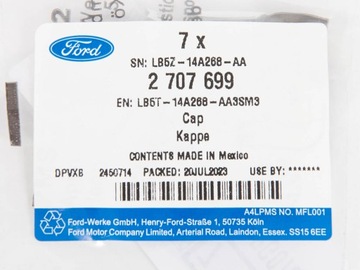 Ford
7 x
SN: LB5Z-14A268-AA
2 707 699
EN: LB5T-14A268-AA3SM3
Cap
Kappe
CONTENTS MADE IN Mexico
DPVXB 2450714 PACKED: 20JUL2023 USE BY:*******
A4LPMS NO. MFL001
Ford-Werke GmbH, Henry-Ford-Straße 1, 50735 Köln
Ford Motor Company Limited, Arterial Road, Laindon, Essex. SS15 6EE